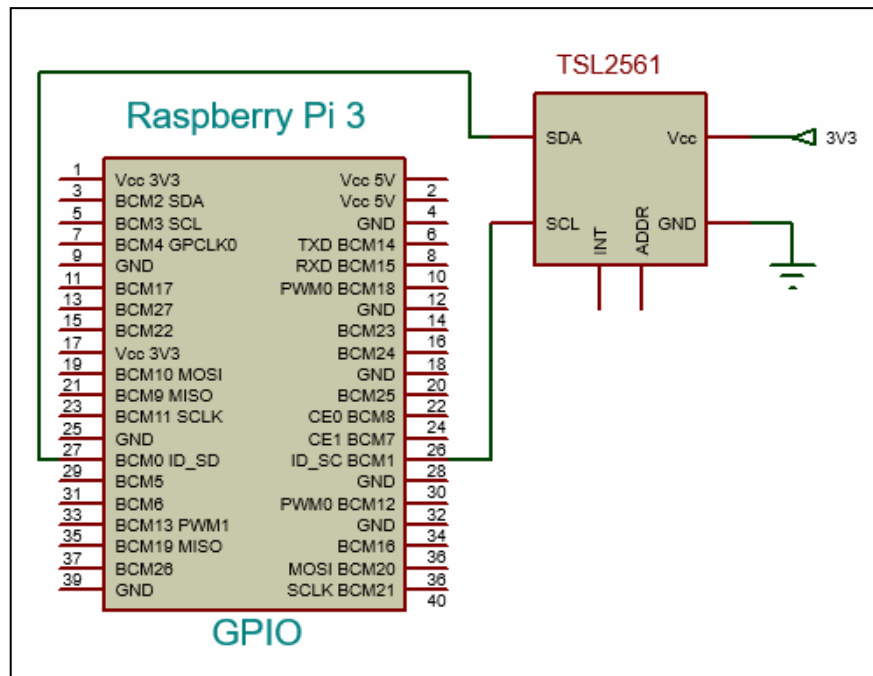 TSL2561
Raspberry Pi 3
SDA
Vcc
3V3
SCL
GND
INT
ADDR
1 Vcc 3V3 Vcc 5V 2
3 BCM2 SDA Vcc 5V 4
5 BCM3 SCL GND 6
7 BCM4 GPCLK0 TXD BCM14 8
9 GND RXD BCM15 10
11 BCM17 PWM0 BCM18 12
13 BCM27 GND 14
15 BCM22 BCM23 16
17 Vcc 3V3 BCM24 18
19 BCM10 MOSI GND 20
21 BCM9 MISO BCM25 22
23 BCM11 SCLK CE0 BCM8 24
25 GND CE1 BCM7 26
27 BCM0 ID_SD ID_SC BCM1 28
29 BCM5 GND 30
31 BCM6 PWM0 BCM12 32
33 BCM13 PWM1 GND 34
35 BCM19 MISO BCM16 36
37 BCM26 MOSI BCM20 36
39 GND SCLK BCM21 40
GPIO